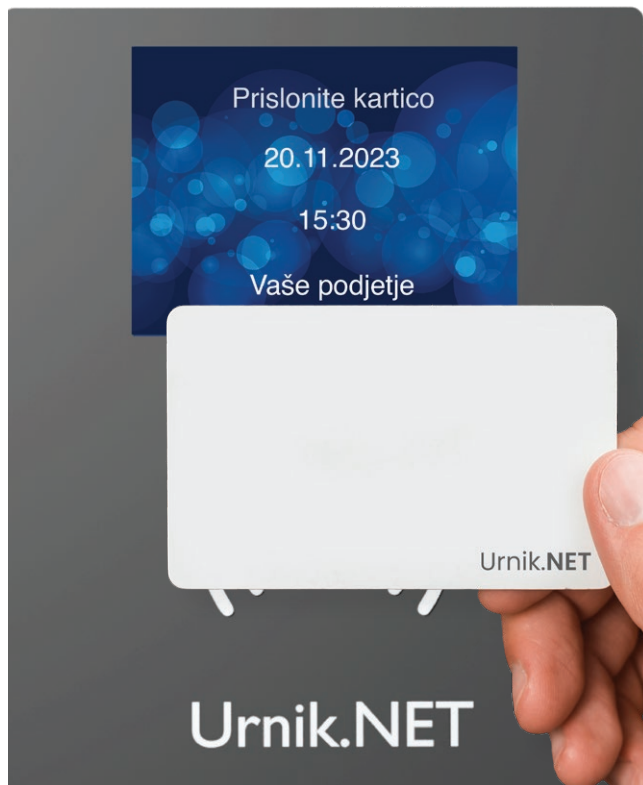 Prislonite kartico
20.11.2023
15:30
Vaše podjetje
Urnik.NET
Urnik.NET